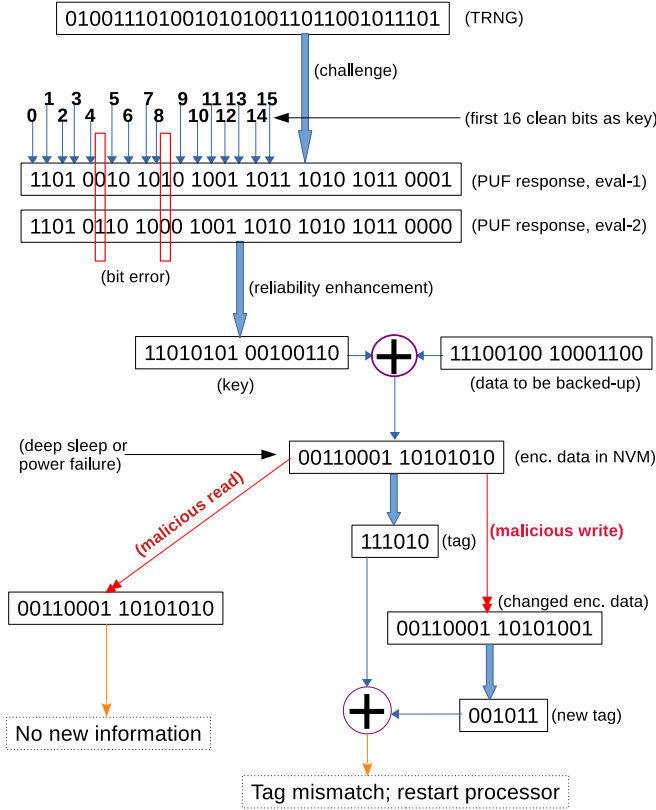 01001110100101010011011001011101 (TRNG)
(challenge)
1 3 5 7 9 11 13 15
0 2 4 6 8 10 12 14
(first 16 clean bits as key)
1101 0010 1010 1001 1011 1010 1011 0001 (PUF response, eval-1)
1101 0110 1000 1001 1010 1010 1011 0000 (PUF response, eval-2)
(bit error)
(reliability enhancement)
11010101 00100110
11100100 10001100
(key)
(data to be backed-up)
(deep sleep or
power failure)
00110001 10101010 (enc. data in NVM)
(malicious read)
111010 (tag)
(malicious write)
00110001 10101010
(changed enc. data)
00110001 10101001
001011 (new tag)
No new information
Tag mismatch; restart processor